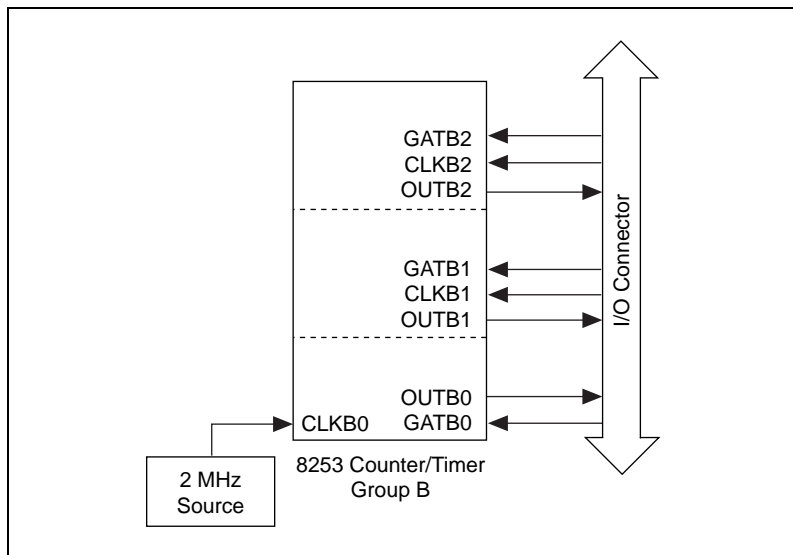 GATB2
CLKB2
OUTB2
GATB1
CLKB1
OUTB1
OUTB0
CLKB0 GATB0
I/O Connector
2 MHz
Source
8253 Counter/Timer
Group B